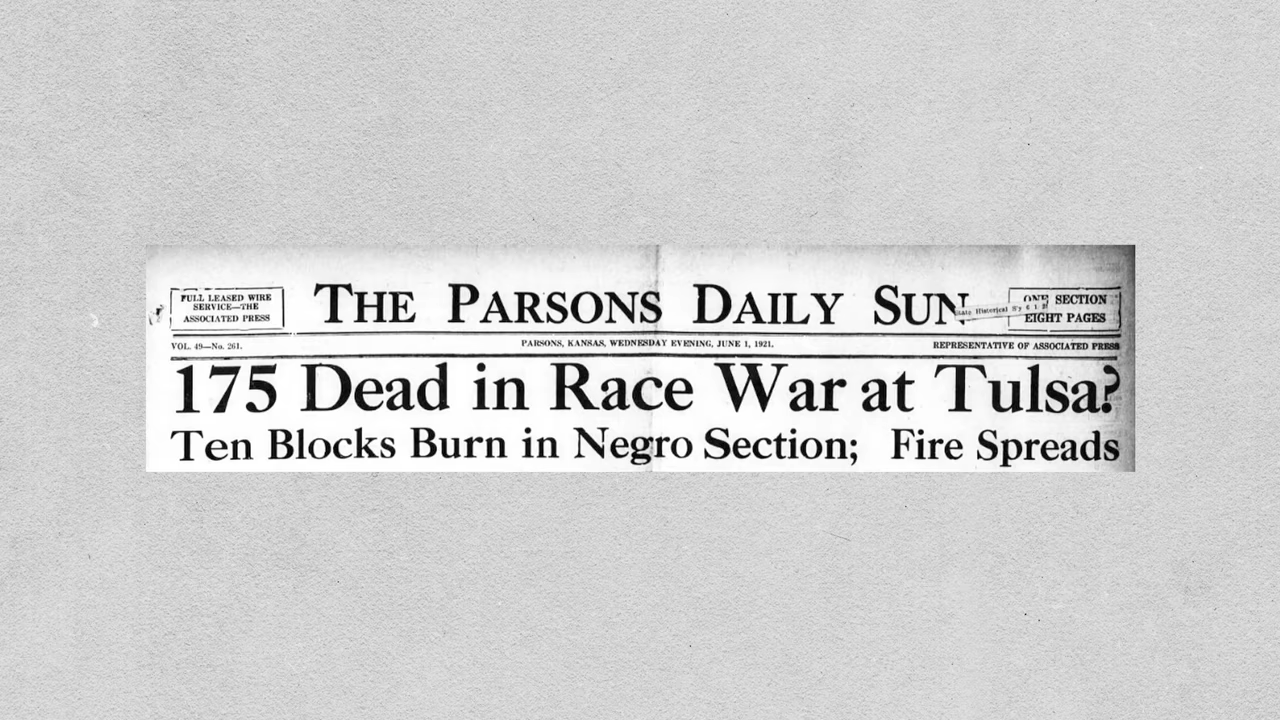 FULL LEASED WIRE
SERVICE—THE
ASSOCIATED PRESS
THE PARSONS DAILY SUN
State Historical
ONE SECTION
EIGHT PAGES
VOL. 49—No. 261.
PARSONS, KANSAS, WEDNESDAY EVENING, JUNE 1, 1921.
REPRESENTATIVE OF ASSOCIATED PRESS
175 Dead in Race War at Tulsa?
Ten Blocks Burn in Negro Section; Fire Spreads